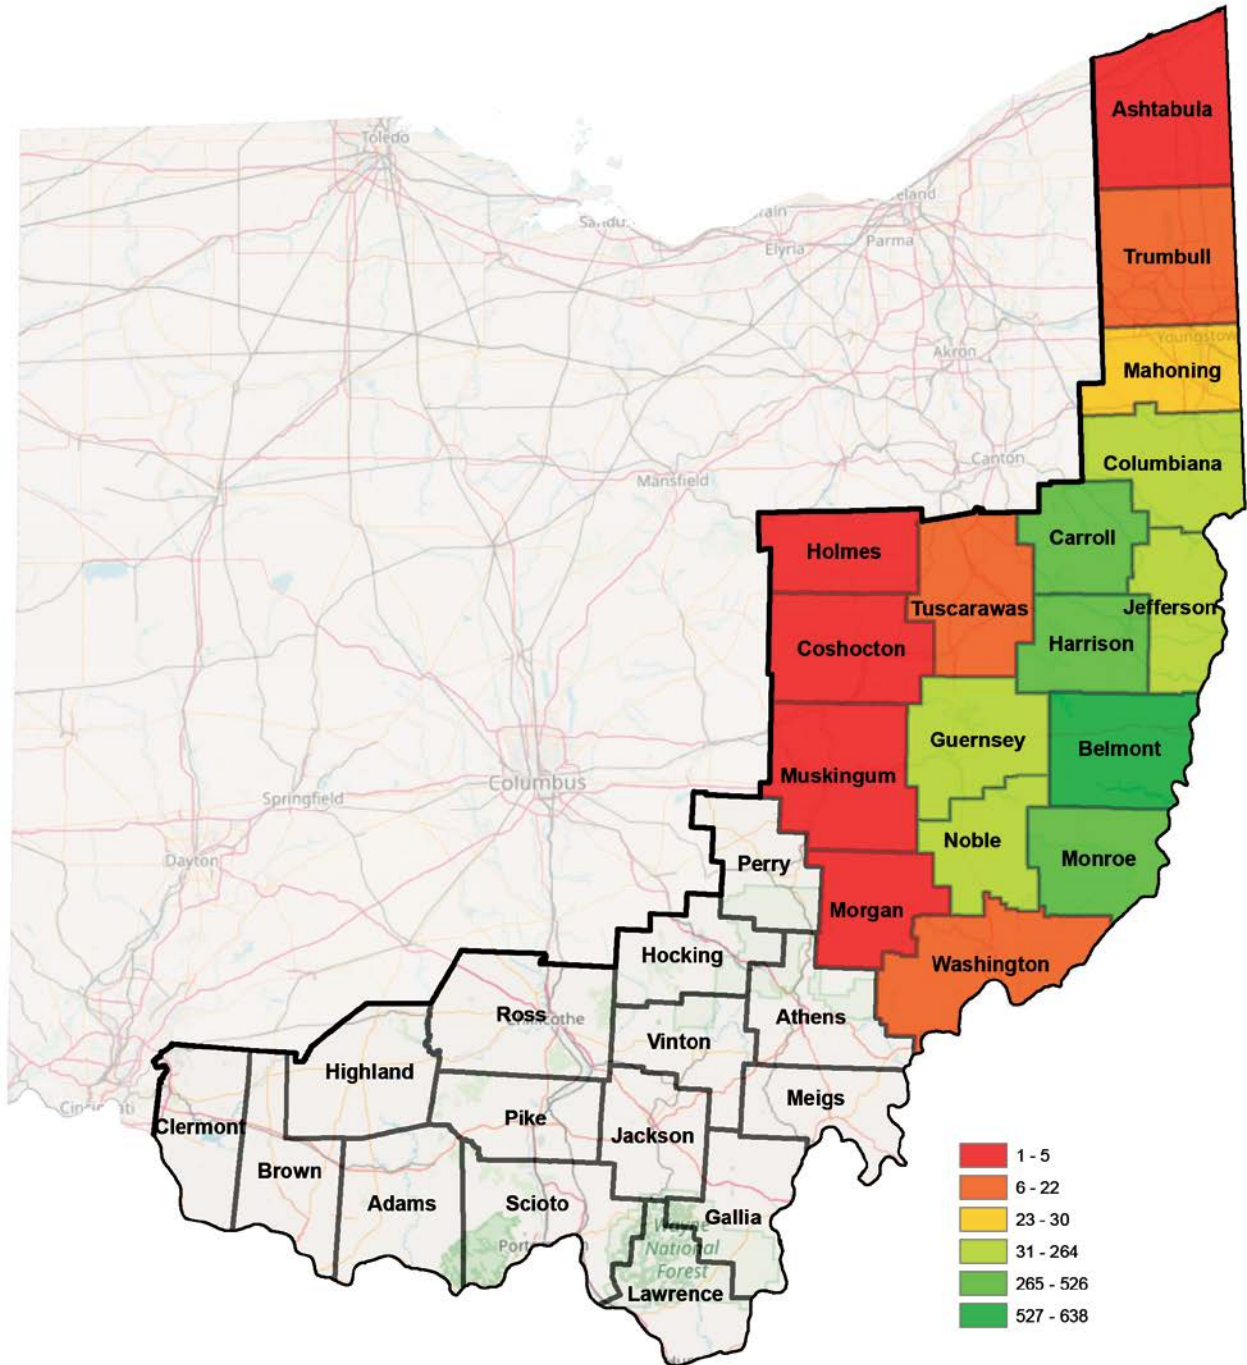 Ashtabula
Toledo
Trumbull
Elyria
Parma
Akron
Mahoning
Columbiana
Canton
Mansfield
Carroll
Holmes
Tuscarawas
Jefferson
Harrison
Coshocton
Guernsey
Belmont
Muskingum
Columbus
Springfield
Noble
Dayton
Perry
Monroe
Morgan
Hocking
Washington
Ross
Athens
Vinton
Highland
Meigs
Pike
Clermont
Jackson
Brown
Adams
Scioto
Gallia
Wayne
National
Forest
Lawrence
1 - 5
6 - 22
23 - 30
31 - 264
265 - 526
527 - 638